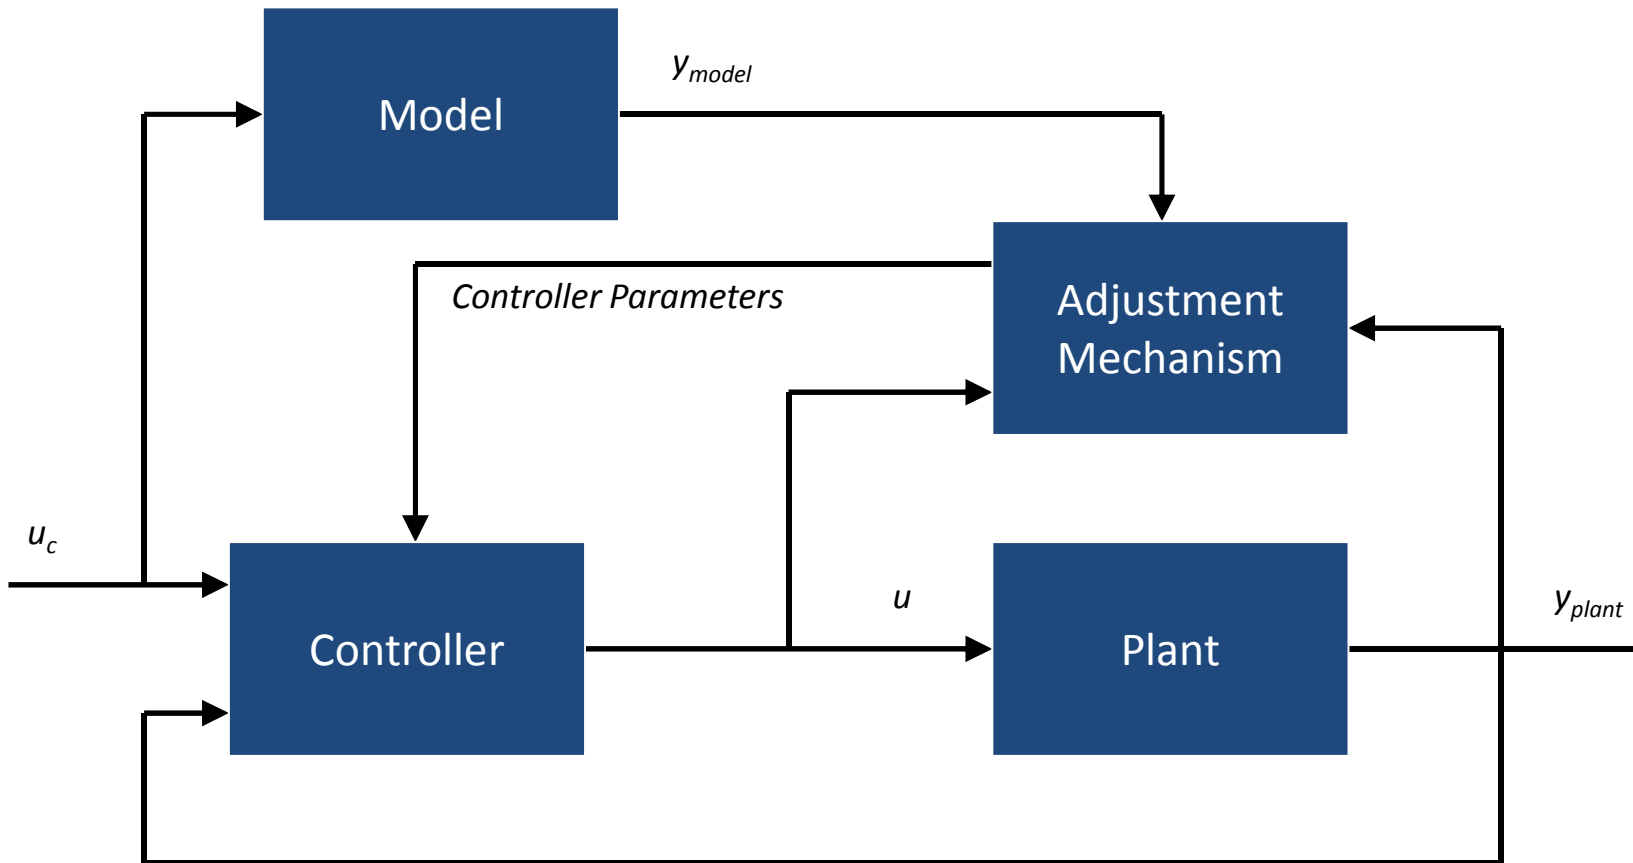 Model
y_model
Controller Parameters
Adjustment
Mechanism
u_c
Controller
u
Plant
y_plant